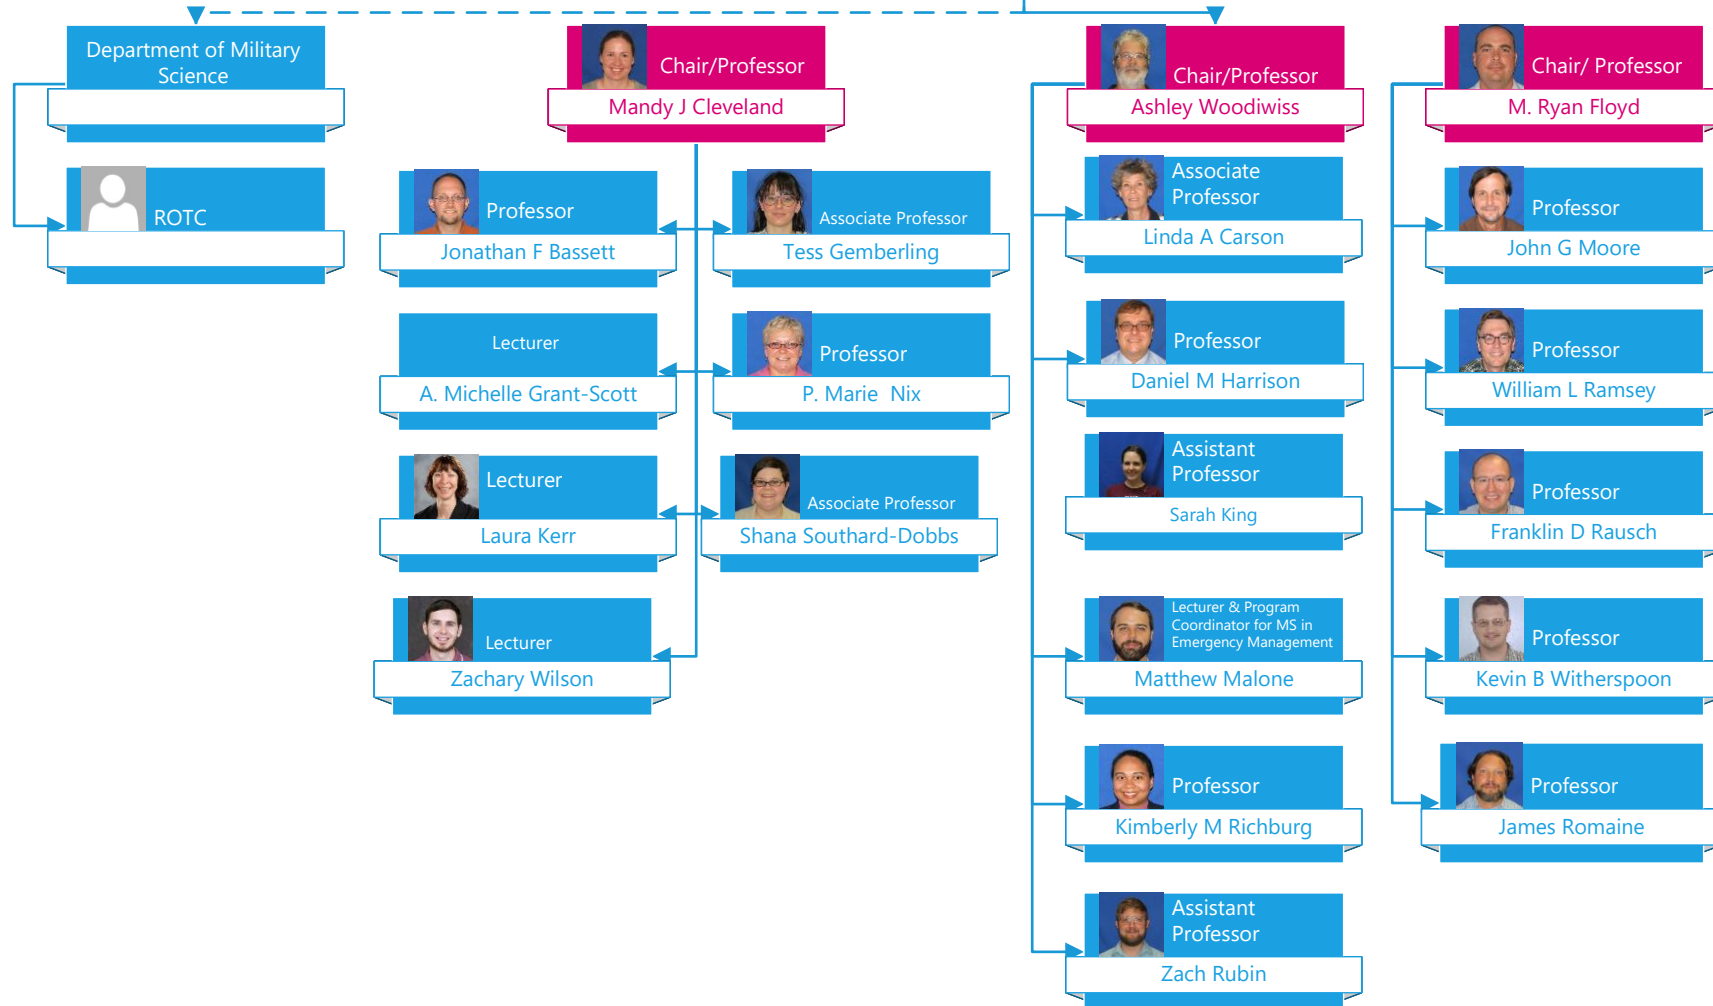 Department of Military
Science
ROTC
Chair/Professor
Mandy J Cleveland
Professor
Jonathan F Bassett
Associate Professor
Tess Gemberling
Lecturer
A. Michelle Grant-Scott
Professor
P. Marie  Nix
Lecturer
Laura Kerr
Associate Professor
Shana Southard-Dobbs
Lecturer
Zachary Wilson
Chair/Professor
Ashley Woodiwiss
Associate
Professor
Linda A Carson
Professor
Daniel M Harrison
Assistant
Professor
Sarah King
Lecturer & Program
Coordinator for MS in
Emergency Management
Matthew Malone
Professor
Kimberly M Richburg
Assistant
Professor
Zach Rubin
Chair/ Professor
M. Ryan Floyd
Professor
John G Moore
Professor
William L Ramsey
Professor
Franklin D Rausch
Professor
Kevin B Witherspoon
Professor
James Romaine